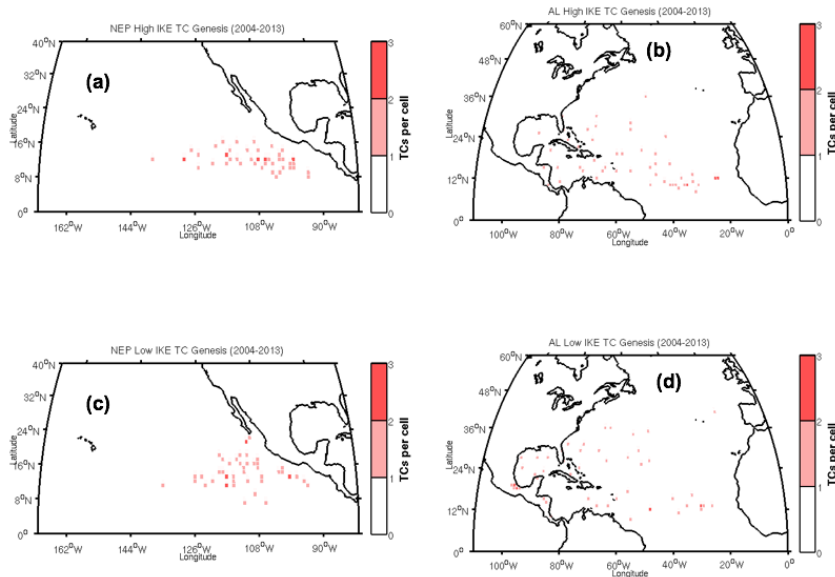 NEP High IKE TC Genesis (2004-2013)
(a)
40°N
32°N
24°N
16°N
8°N
0°
Latitude
162°W 144°W 126°W 108°W 90°W
Longitude
3
2
1
0
TCs per cell
AL High IKE TC Genesis (2004-2013)
(b)
60°N
48°N
36°N
24°N
12°N
0°
Latitude
100°W 80°W 60°W 40°W 20°W 0°
Longitude
3
2
1
0
TCs per cell
NEP Low IKE TC Genesis (2004-2013)
(c)
40°N
32°N
24°N
16°N
8°N
0°
Latitude
162°W 144°W 126°W 108°W 90°W
Longitude
3
2
1
0
TCs per cell
AL Low IKE TC Genesis (2004-2013)
(d)
60°N
48°N
36°N
24°N
12°N
0°
Latitude
100°W 80°W 60°W 40°W 20°W 0°
Longitude
3
2
1
0
TCs per cell